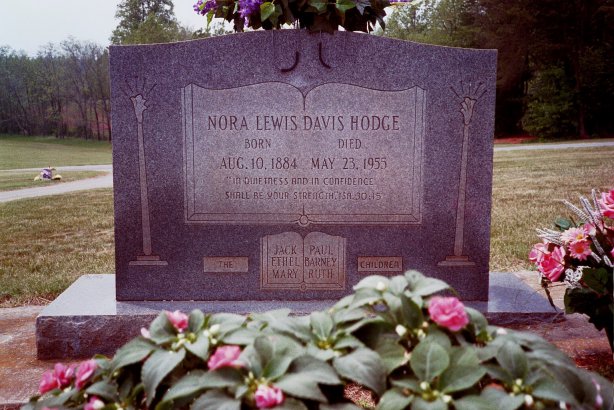 NORA LEWIS DAVIS HODGE
BORN DIED
AUG. 10, 1884 MAY 23, 1955
"IN QUIETNESS AND IN CONFIDENCE
SHALL BE YOUR STRENGTH." ISA. 30, 15
JACK PAUL
THE ETHEL BARNEY CHILDREN
MARY RUTH